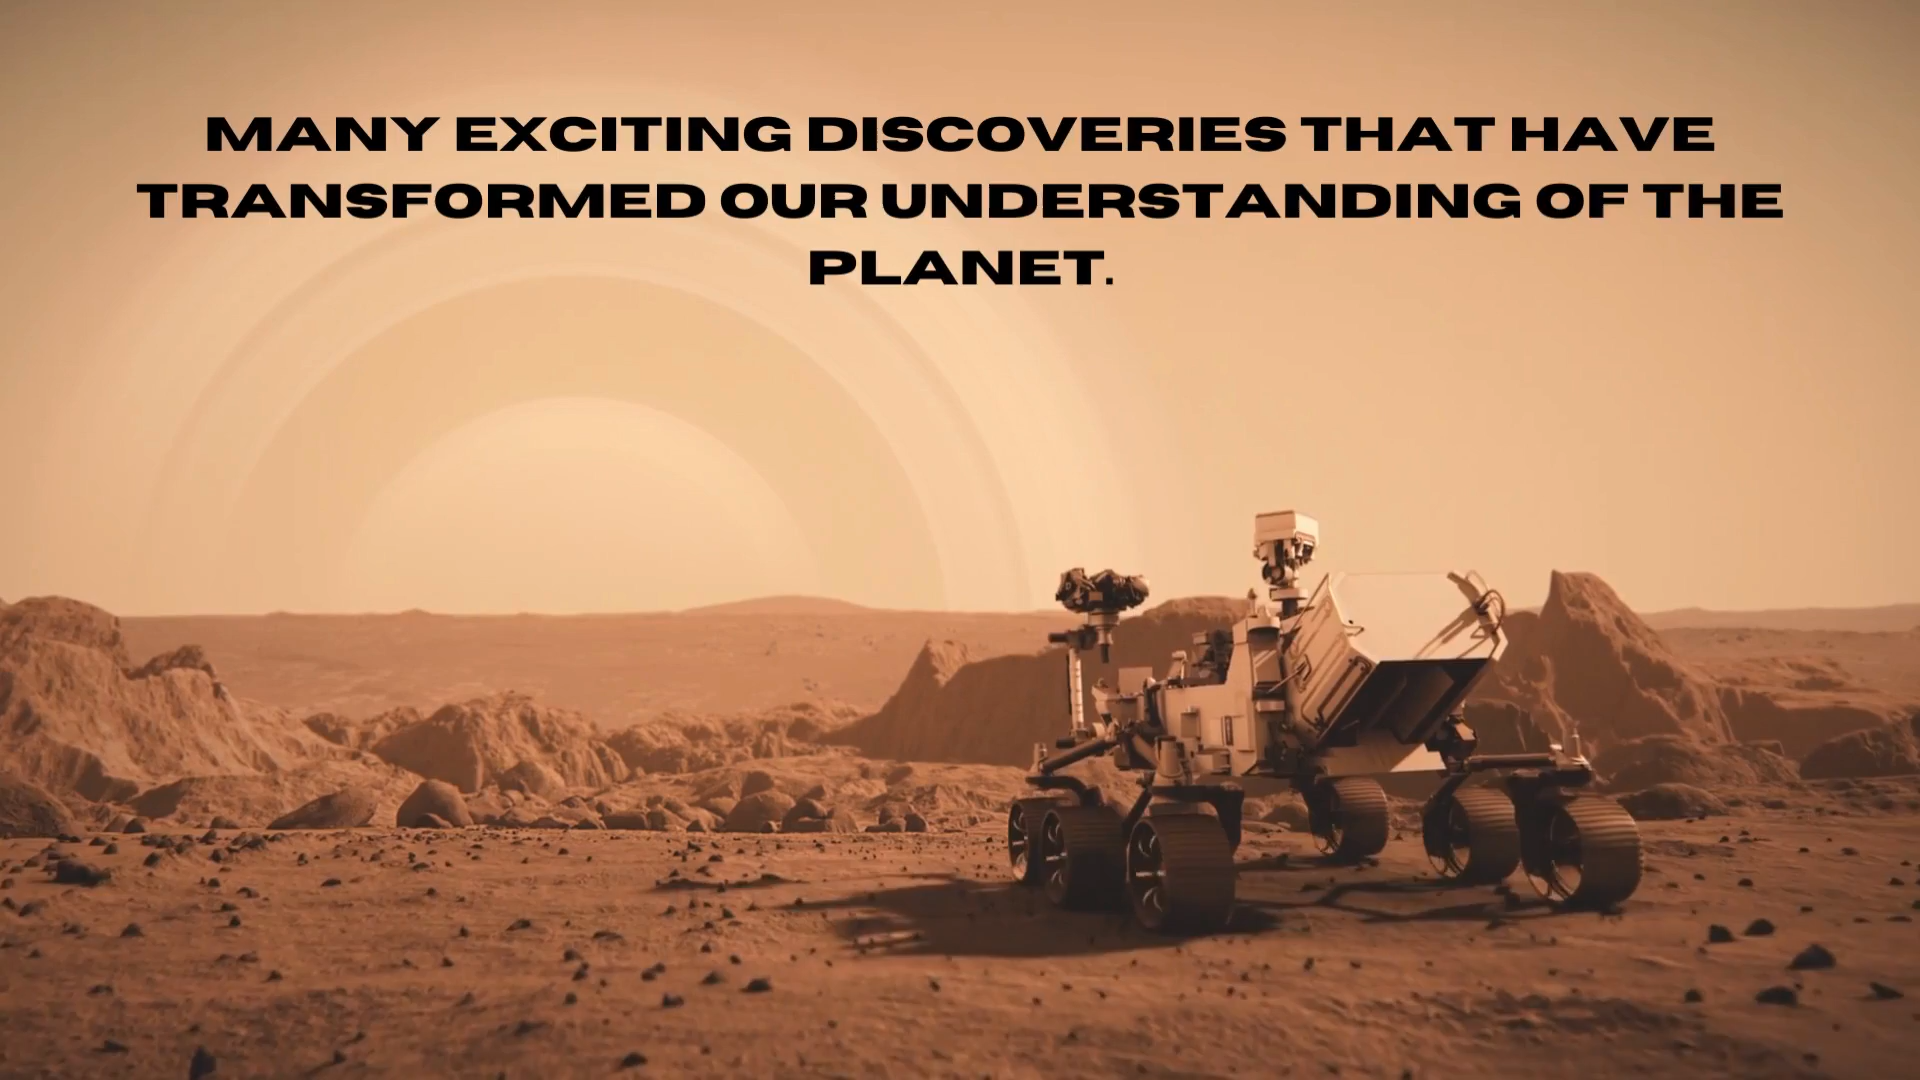 MANY EXCITING DISCOVERIES THAT HAVE
TRANSFORMED OUR UNDERSTANDING OF THE
PLANET.